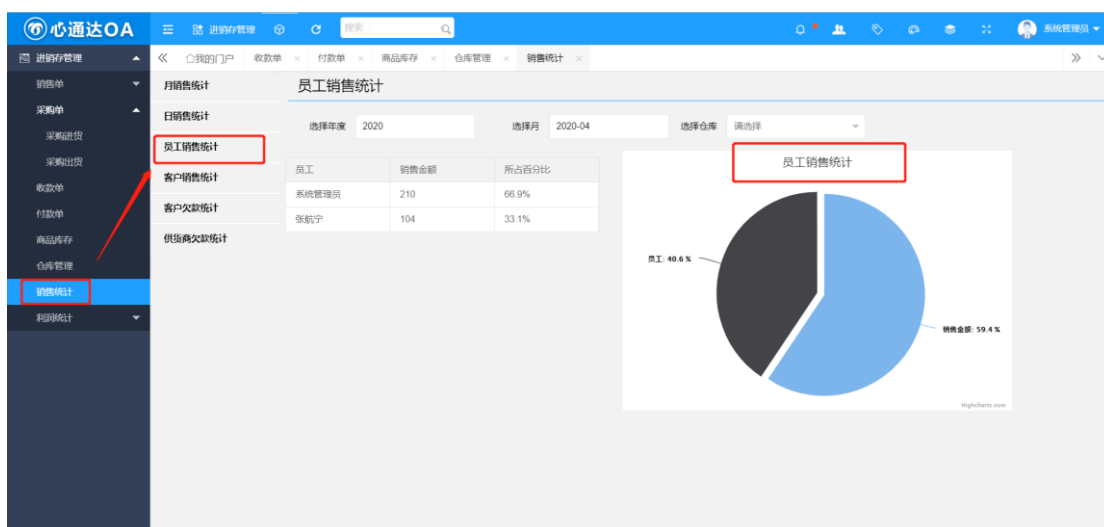 心通达OA
进销存管理
搜索
系统管理员
进销存管理
销售单
采购单
采购进货
采购出货
收款单
付款单
商品库存
仓库管理
销售统计
利润统计
我的门户
收款单
付款单
商品库存
仓库管理
销售统计
月销售统计
日销售统计
员工销售统计
客户销售统计
客户欠款统计
供货商欠款统计
员工销售统计
选择年度 2020 选择月 2020-04 选择仓库 请选择
员工 销售金额 所占百分比
系统管理员 210 66.9%
张航宁 104 33.1%
员工销售统计
员工: 40.6 %
销售金额: 59.4 %
Highcharts.com